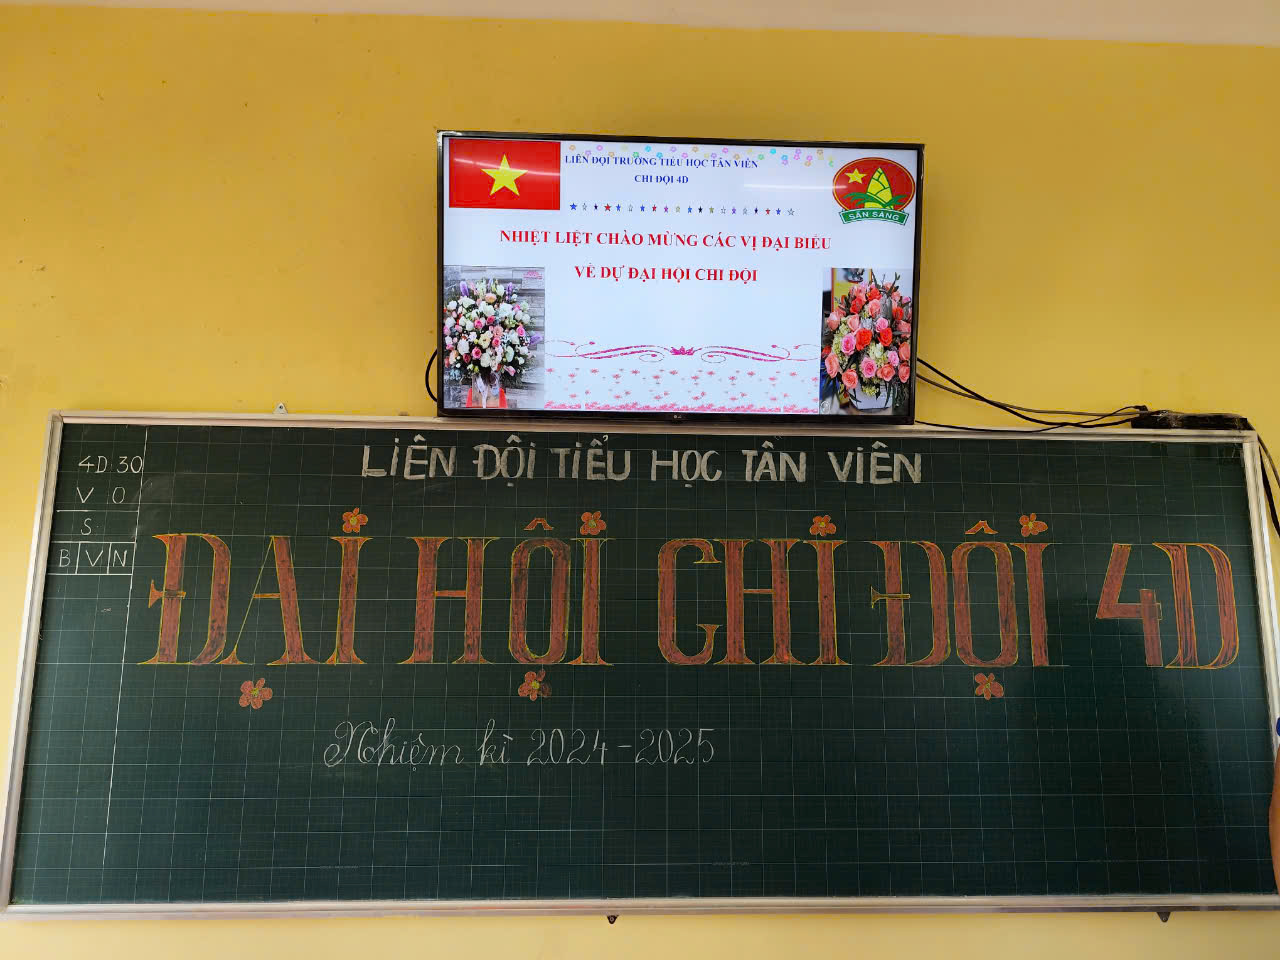 LIÊN ĐỘI TRƯỜNG TIỂU HỌC TÂN VIÊN
CHI ĐỘI 4D
SẴN SÀNG
NHIỆT LIỆT CHÀO MỪNG CÁC VỊ ĐẠI BIỂU
VỀ DỰ ĐẠI HỘI CHI ĐỘI
LG
LIÊN ĐỘI TIỂU HỌC TÂN VIÊN
4D: 30
V 0
S
B V N
ĐẠI HỘI CHI ĐỘI 4D
Nhiệm kì 2024-2025